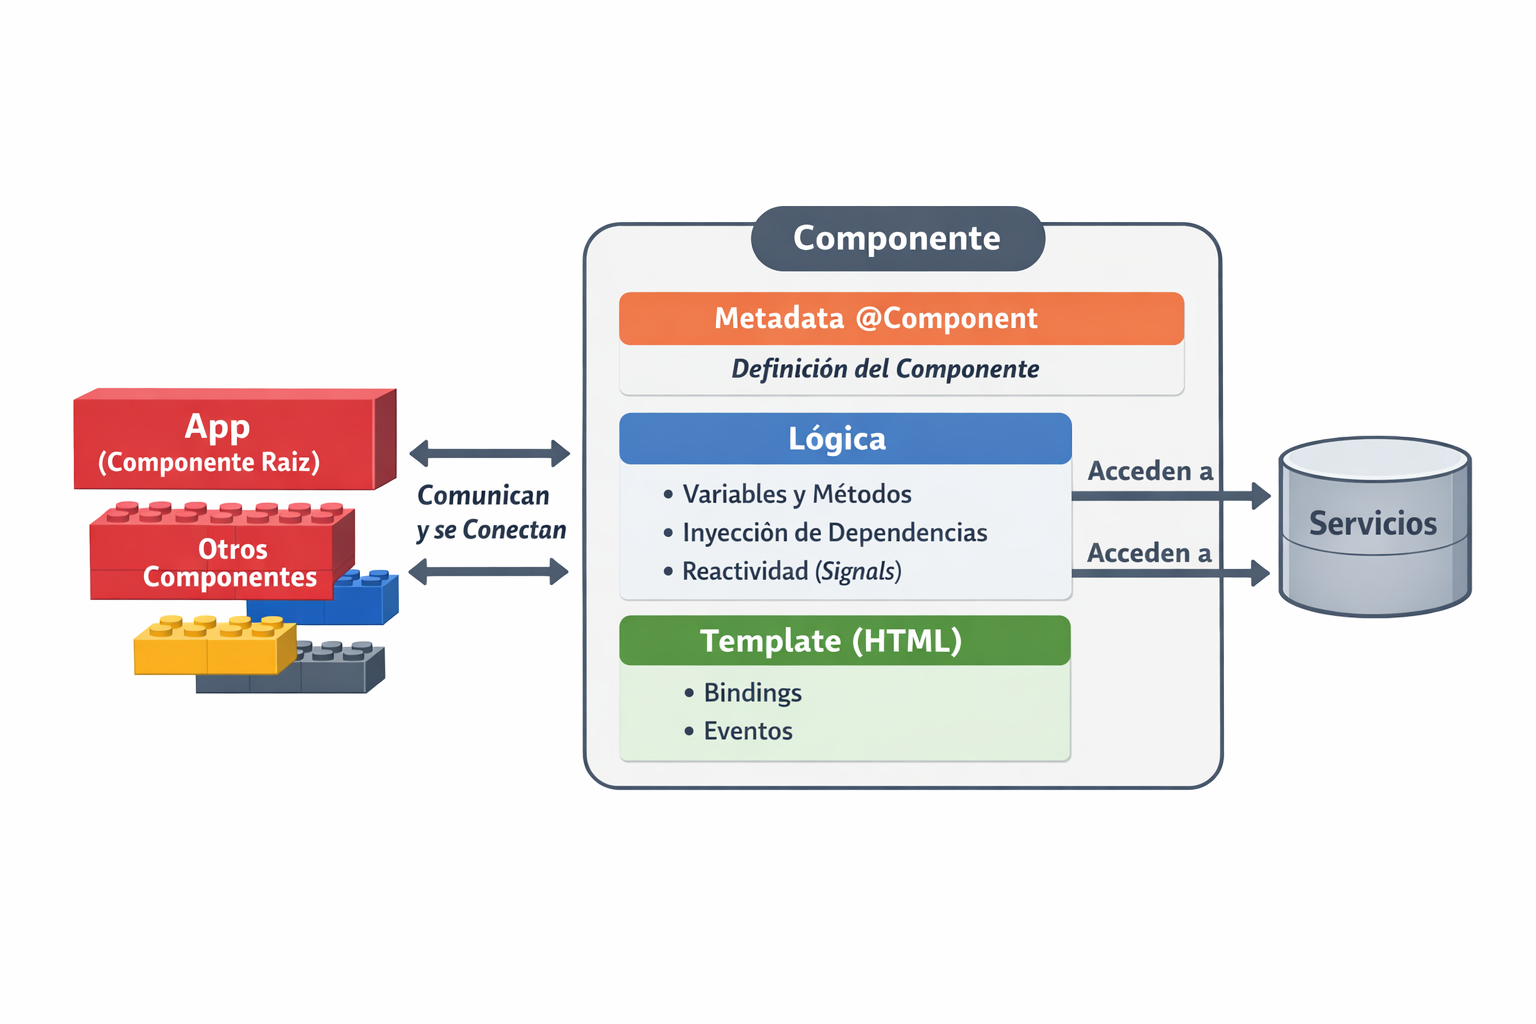 Componente
Metadata @Component
Definición del Componente
App
(Componente Raiz)
Otros
Componentes
Comunican
y se Conectan
Lógica
• Variables y Métodos
• Inyección de Dependencias
• Reactividad (Signals)
Template (HTML)
• Bindings
• Eventos
Acceden a
Acceden a
Servicios